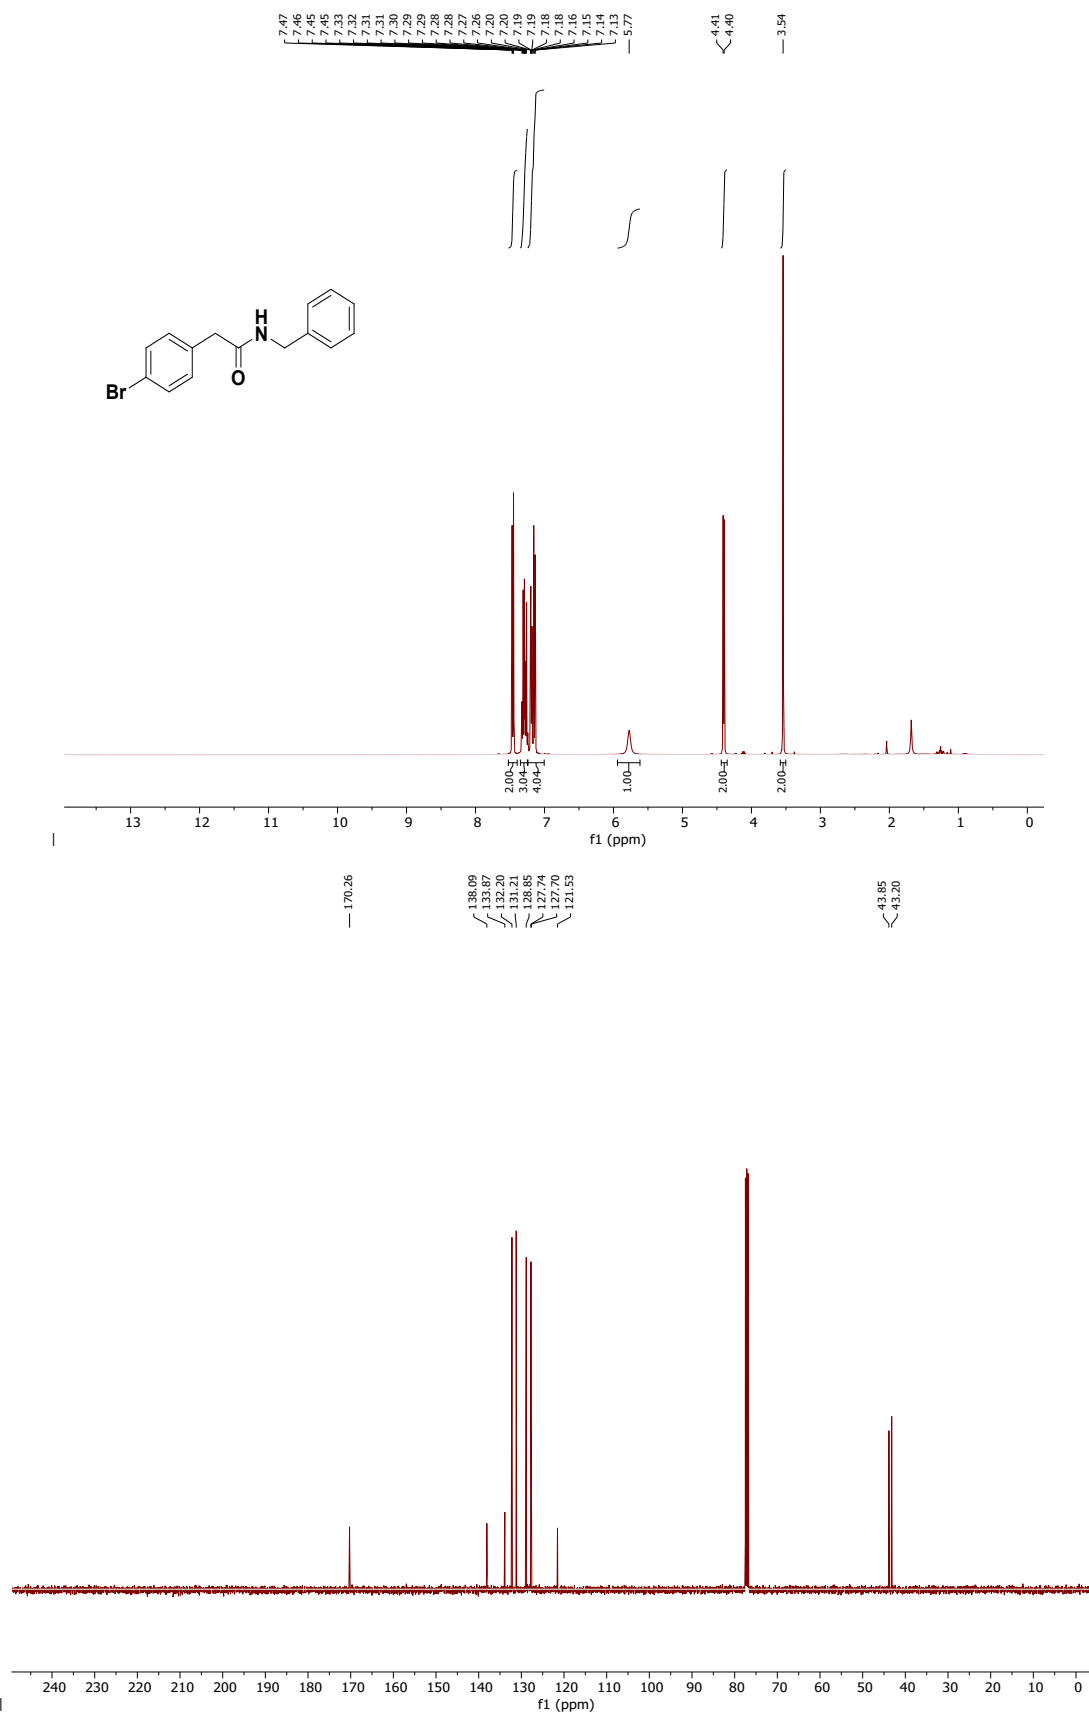 7.47 7.46 7.45 7.45 7.33 7.32 7.31 7.31 7.30 7.29 7.29 7.28 7.28 7.27 7.26 7.20 7.20 7.19 7.19 7.18 7.18 7.16 7.15 7.14 7.13 5.77 4.41 4.40 3.54
H
N
O
Br
2.00 3.04 4.04 1.00 2.00 2.00
13 12 11 10 9 8 7 6 5 4 3 2 1 0
f1 (ppm)
170.26 138.09 133.87 132.20 131.21 128.85 127.74 127.70 121.53 43.85 43.20
240 230 220 210 200 190 180 170 160 150 140 130 120 110 100 90 80 70 60 50 40 30 20 10 0
f1 (ppm)